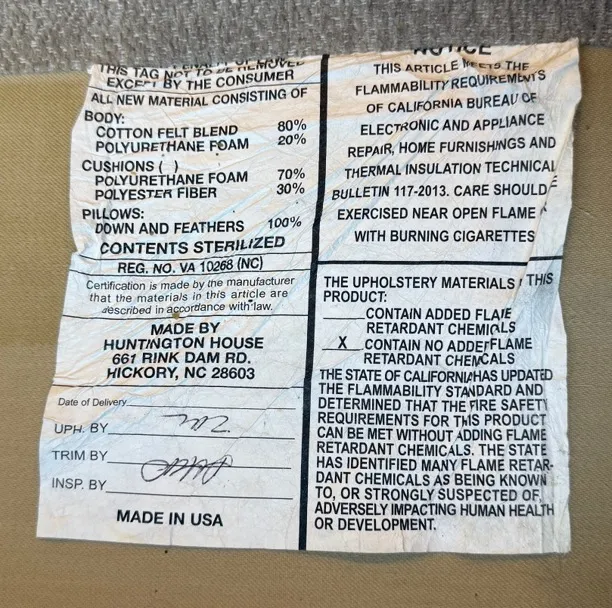 THIS TAG NOT TO BE REMOVED
EXCEPT BY THE CONSUMER
ALL NEW MATERIAL CONSISTING OF
BODY:
COTTON FELT BLEND 80%
POLYURETHANE FOAM 20%
CUSHIONS ( )
POLYURETHANE FOAM 70%
POLYESTER FIBER 30%
PILLOWS:
DOWN AND FEATHERS 100%
CONTENTS STERILIZED
REG. NO. VA 10268 (NC)
Certification is made by the manufacturer
that the materials in this article are
described in accordance with law.
MADE BY
HUNTINGTON HOUSE
661 RINK DAM RD.
HICKORY, NC 28603
Date of Delivery
UPH. BY
TRIM BY
INSP. BY
MADE IN USA
NOTICE
THIS ARTICLE MEETS THE
FLAMMABILITY REQUIREMENTS
OF CALIFORNIA BUREAU OF
ELECTRONIC AND APPLIANCE
REPAIR, HOME FURNISHINGS AND
THERMAL INSULATION TECHNICAL
BULLETIN 117-2013. CARE SHOULD
EXERCISED NEAR OPEN FLAME
WITH BURNING CIGARETTES
THE UPHOLSTERY MATERIALS THIS
PRODUCT:
CONTAIN ADDED FLAME
RETARDANT CHEMICALS
X CONTAIN NO ADDED FLAME
RETARDANT CHEMICALS
THE STATE OF CALIFORNIA HAS UPDATED
THE FLAMMABILITY STANDARD AND
DETERMINED THAT THE FIRE SAFETY
REQUIREMENTS FOR THIS PRODUCT
CAN BE MET WITHOUT ADDING FLAME
RETARDANT CHEMICALS. THE STATE
HAS IDENTIFIED MANY FLAME RETAR-
DANT CHEMICALS AS BEING KNOWN
TO, OR STRONGLY SUSPECTED OF,
ADVERSELY IMPACTING HUMAN HEALTH
OR DEVELOPMENT.